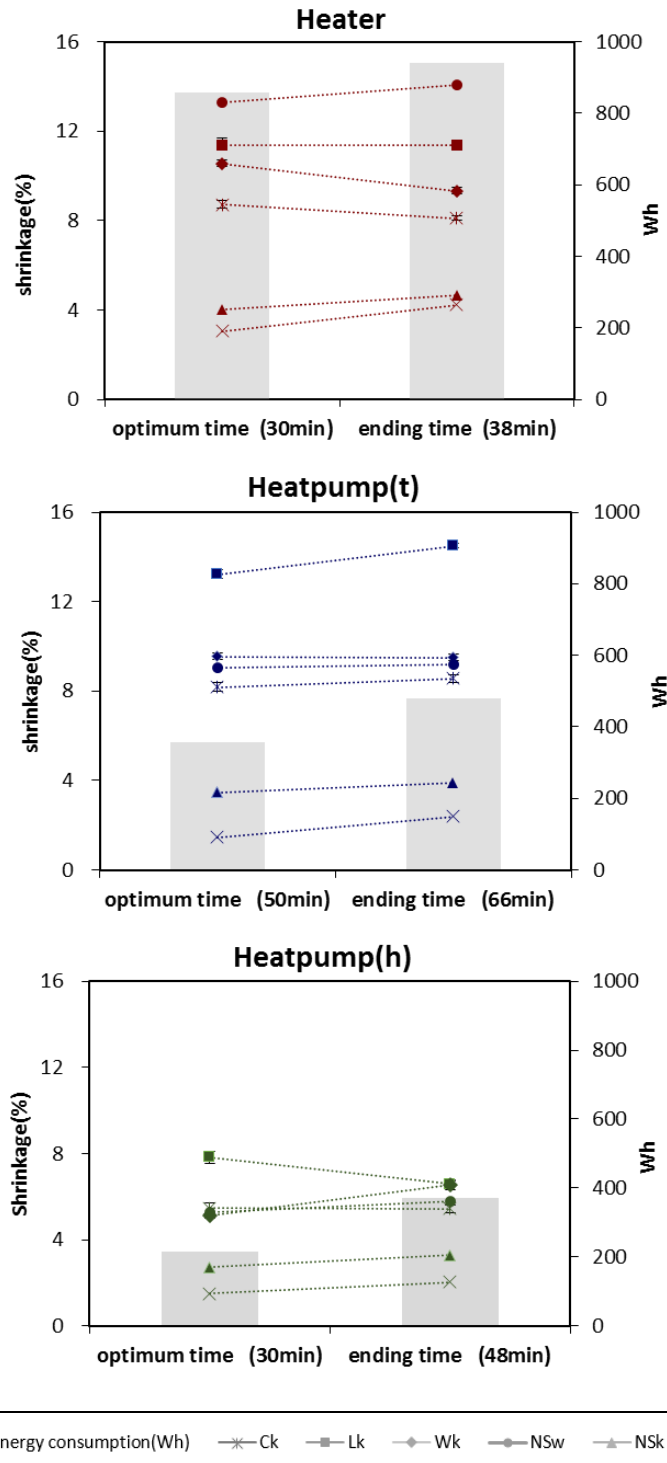 Heater
16
12
8
4
0
shrinkage(%)
1000
800
600
400
200
0
Wh
optimum time (30min) ending time (38min)
Heatpump(t)
16
12
8
4
0
shrinkage(%)
1000
800
600
400
200
0
Wh
optimum time (50min) ending time (66min)
Heatpump(h)
16
12
8
4
0
Shrinkage(%)
1000
800
600
400
200
0
Wh
optimum time (30min) ending time (48min)
nergy consumption(Wh) Ck Lk Wk NSw NSk